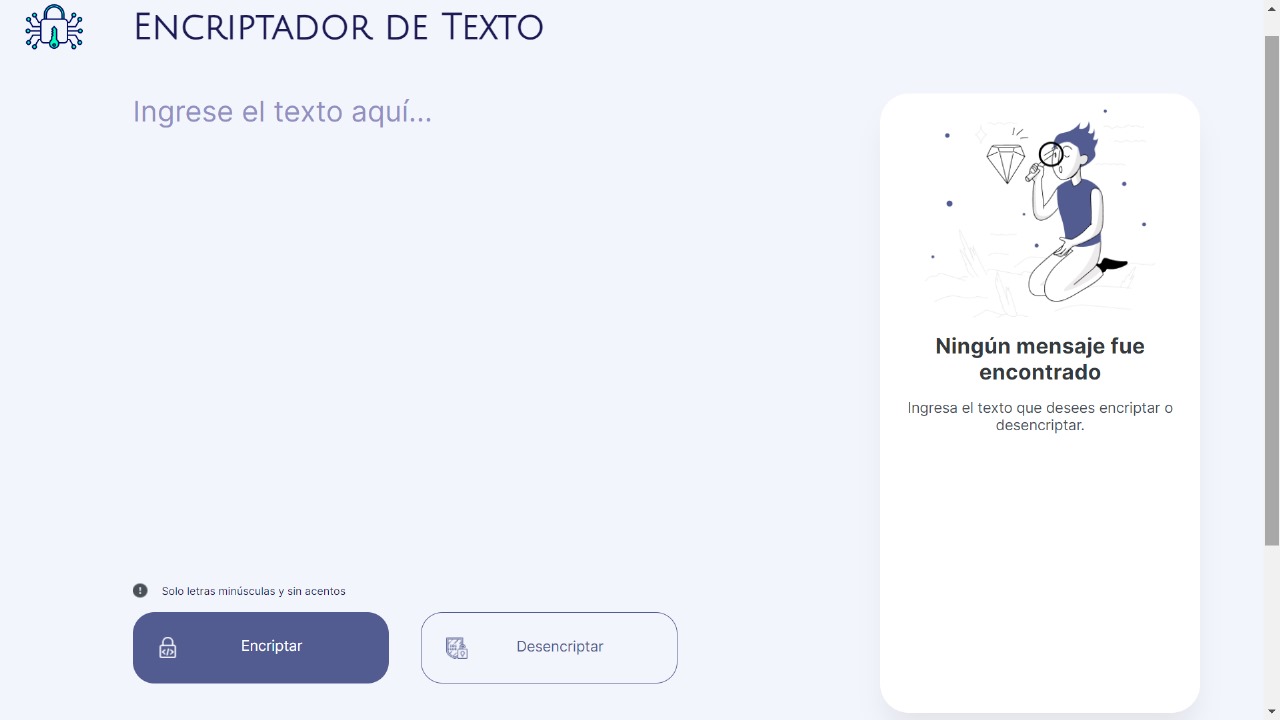 Encriptador de Texto
Ingrese el texto aquí...
Ningún mensaje fue
encontrado
Ingresa el texto que desees encriptar o
desencriptar.
Solo letras minúsculas y sin acentos
Encriptar
Desencriptar